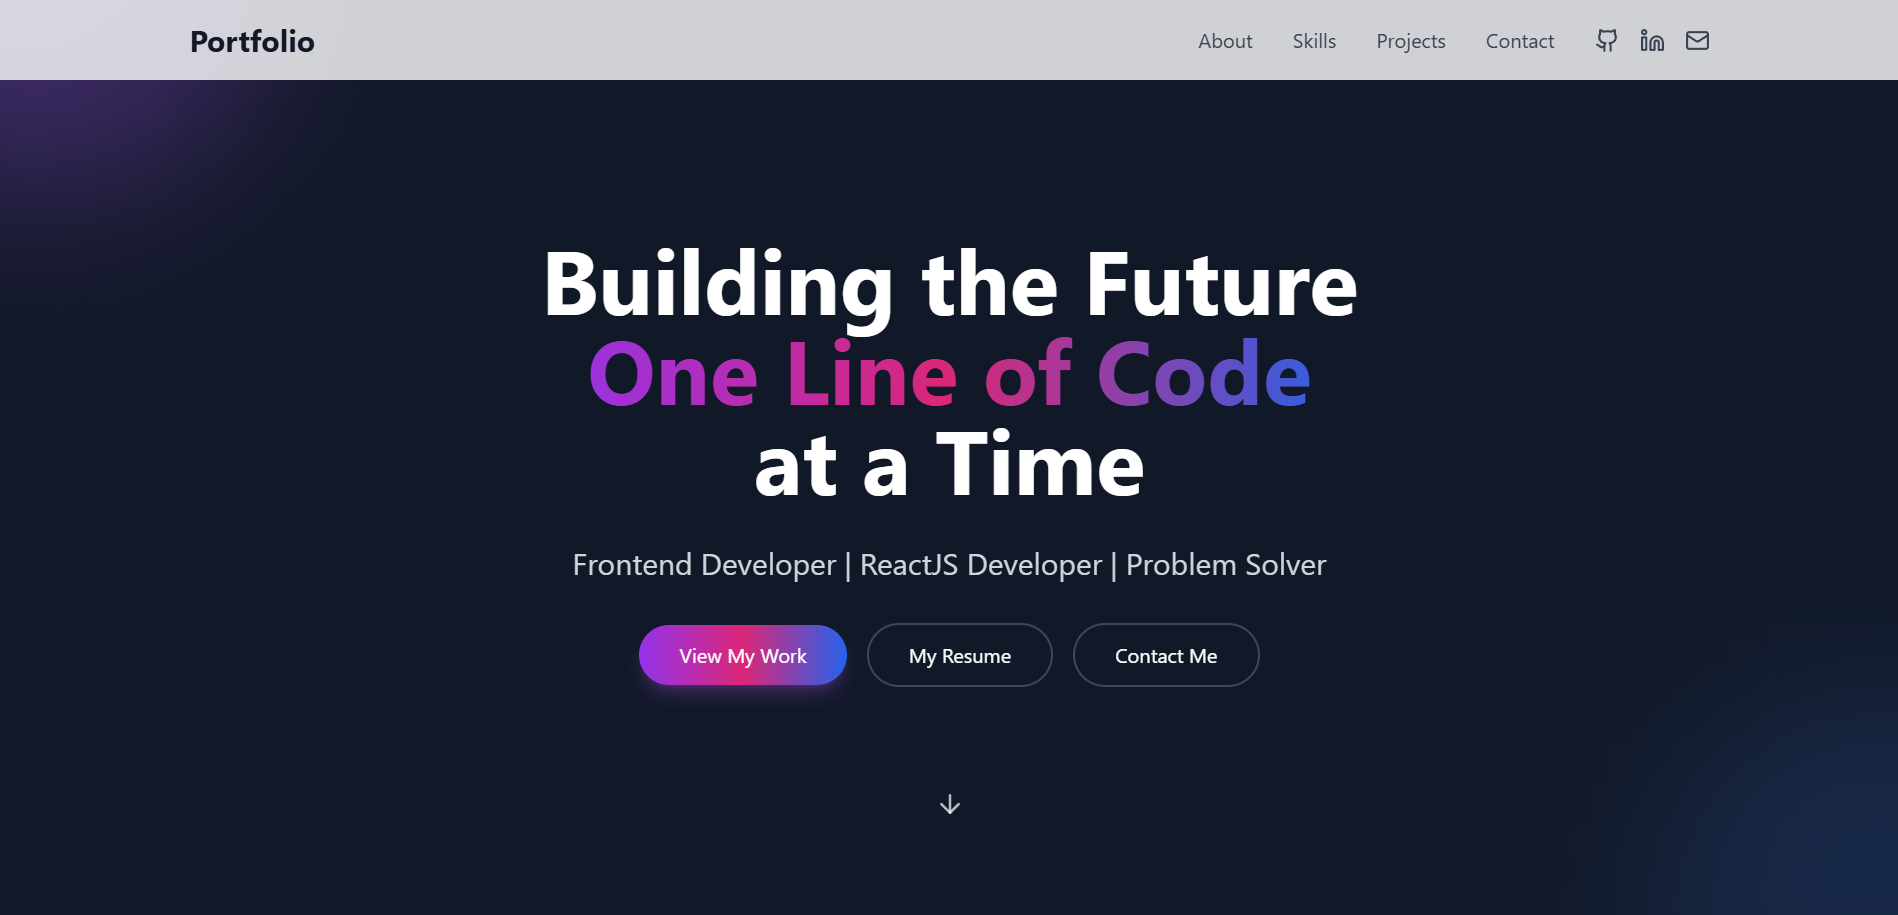 Portfolio
About Skills Projects Contact
Building the Future
One Line of Code
at a Time
Frontend Developer | ReactJS Developer | Problem Solver
View My Work My Resume Contact Me